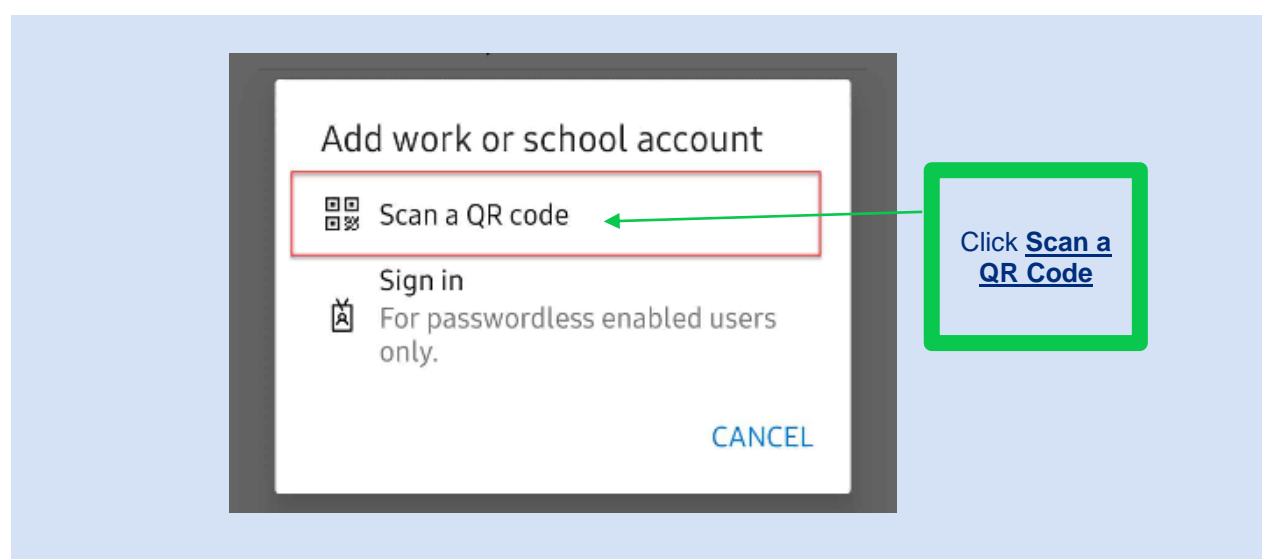 Add work or school account
Scan a QR code
Sign in
For passwordless enabled users
only.
CANCEL
Click Scan a
QR Code